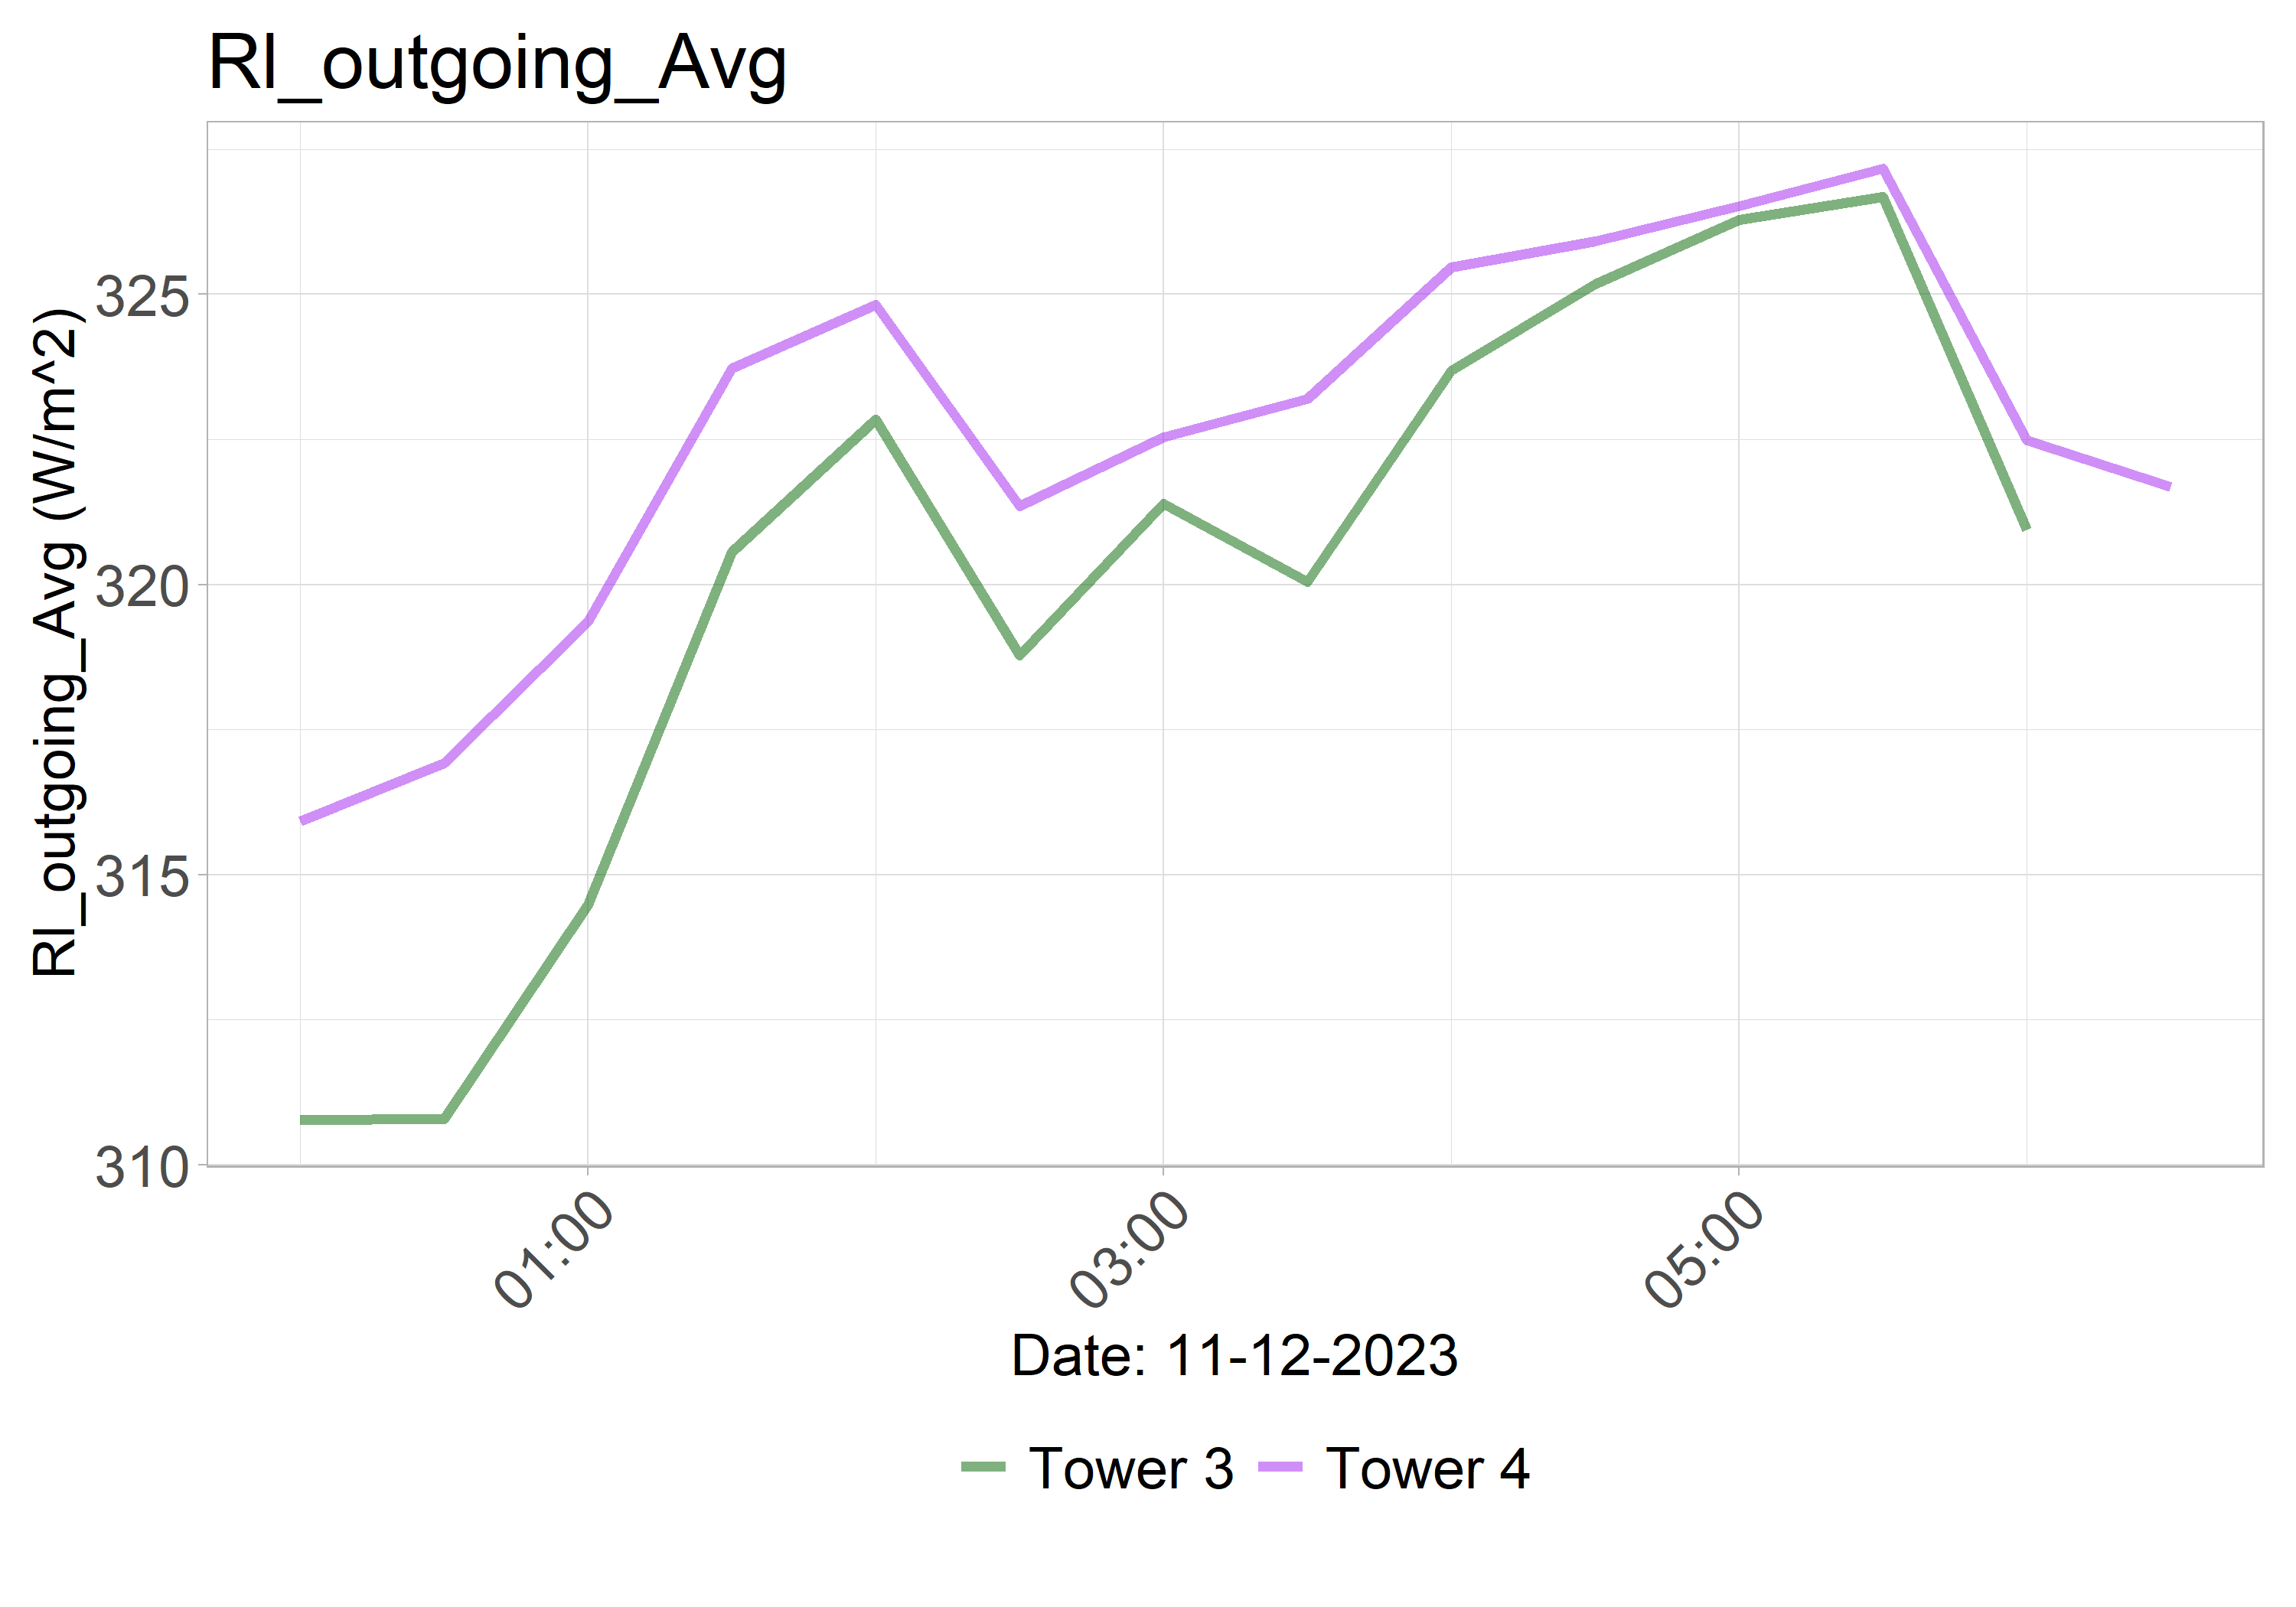 Rl_outgoing_Avg
Rl_outgoing_Avg (W/m^2)
325
320
315
310
01:00
03:00
05:00
Date: 11-12-2023
Tower 3
Tower 4